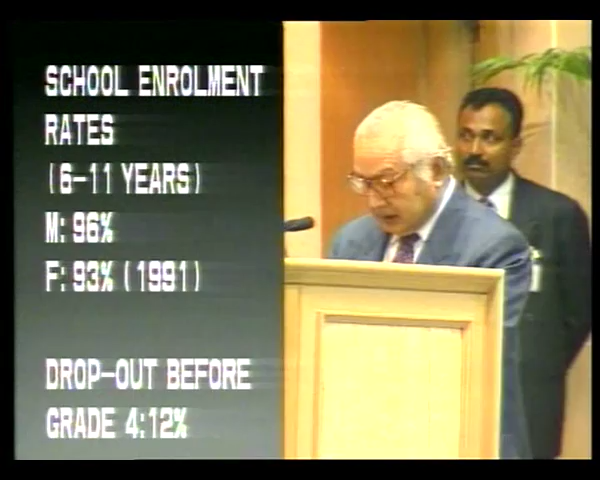 SCHOOL ENROLMENT
RATES
(6-11 YEARS)
M: 96%
F: 93% (1991)
DROP-OUT BEFORE
GRADE 4:12%